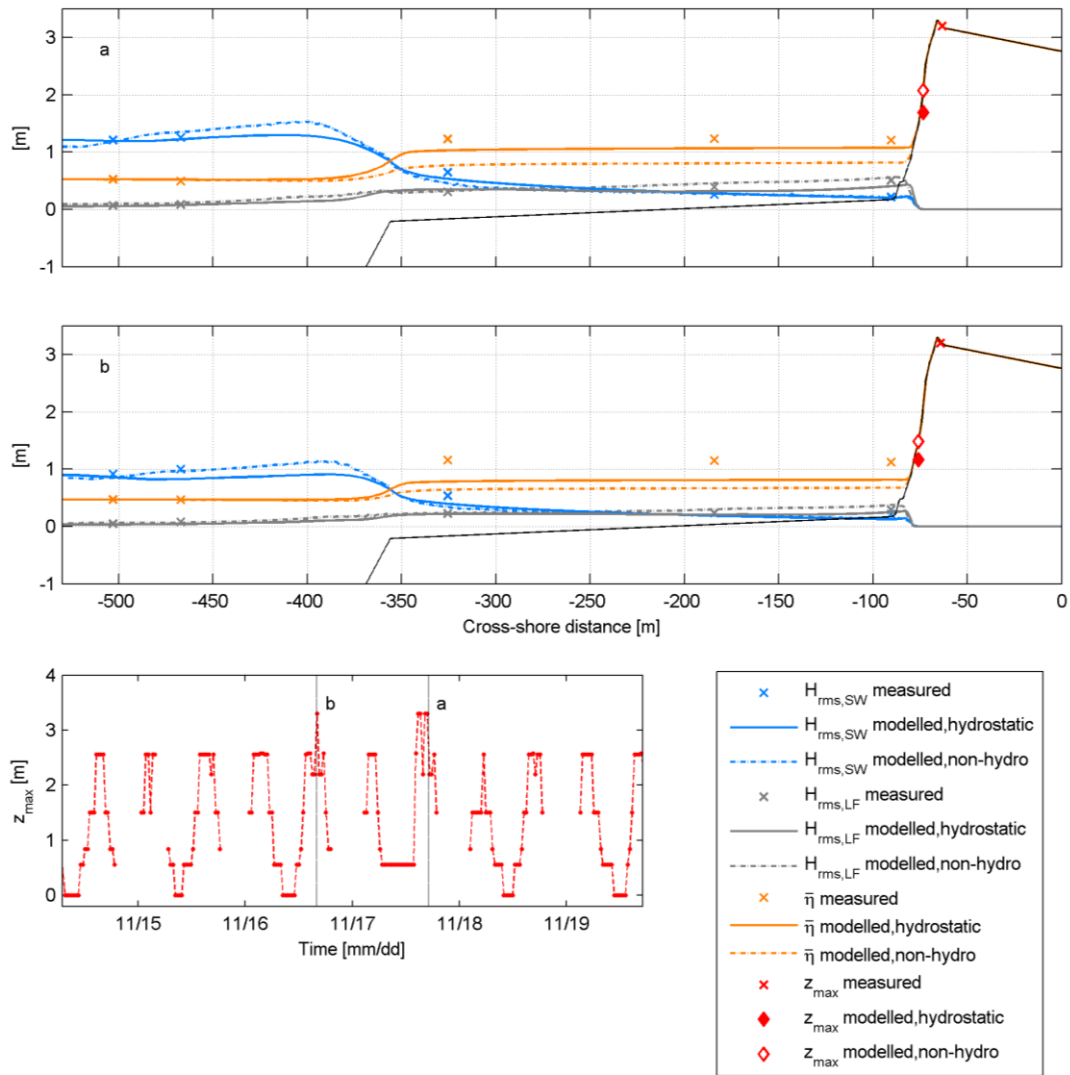 a
3
2
1
0
-1
[m]
b
3
2
1
0
-1
[m]
-500 -450 -400 -350 -300 -250 -200 -150 -100 -50 0
Cross-shore distance [m]
4
3
2
1
0
z_max [m]
b a
11/15 11/16 11/17 11/18 11/19
Time [mm/dd]
H_rms,SW measured
H_rms,SW modelled,hydrostatic
H_rms,SW modelled,non-hydro
H_rms,LF measured
H_rms,LF modelled,hydrostatic
H_rms,LF modelled,non-hydro
η̅ measured
η̅ modelled,hydrostatic
η̅ modelled,non-hydro
z_max measured
z_max modelled,hydrostatic
z_max modelled,non-hydro